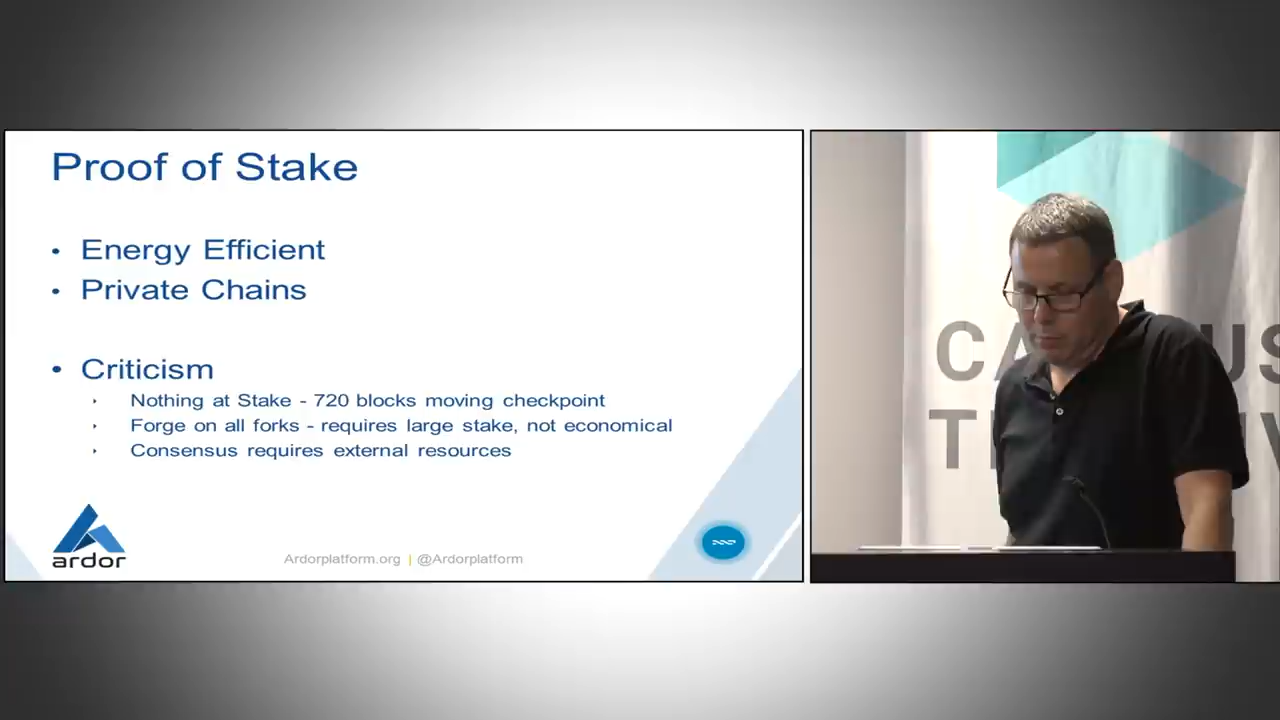 Proof of Stake
• Energy Efficient
• Private Chains
• Criticism
Nothing at Stake - 720 blocks moving checkpoint
Forge on all forks - requires large stake, not economical
Consensus requires external resources
ardor
Ardorplatform.org | @Ardorplatform